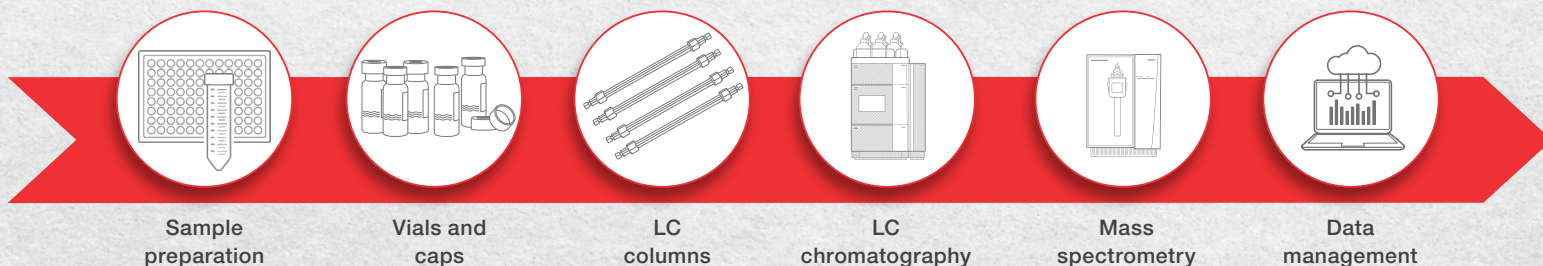 Sample
preparation
Vials and
caps
LC
columns
LC
chromatography
Mass
spectrometry
Data
management